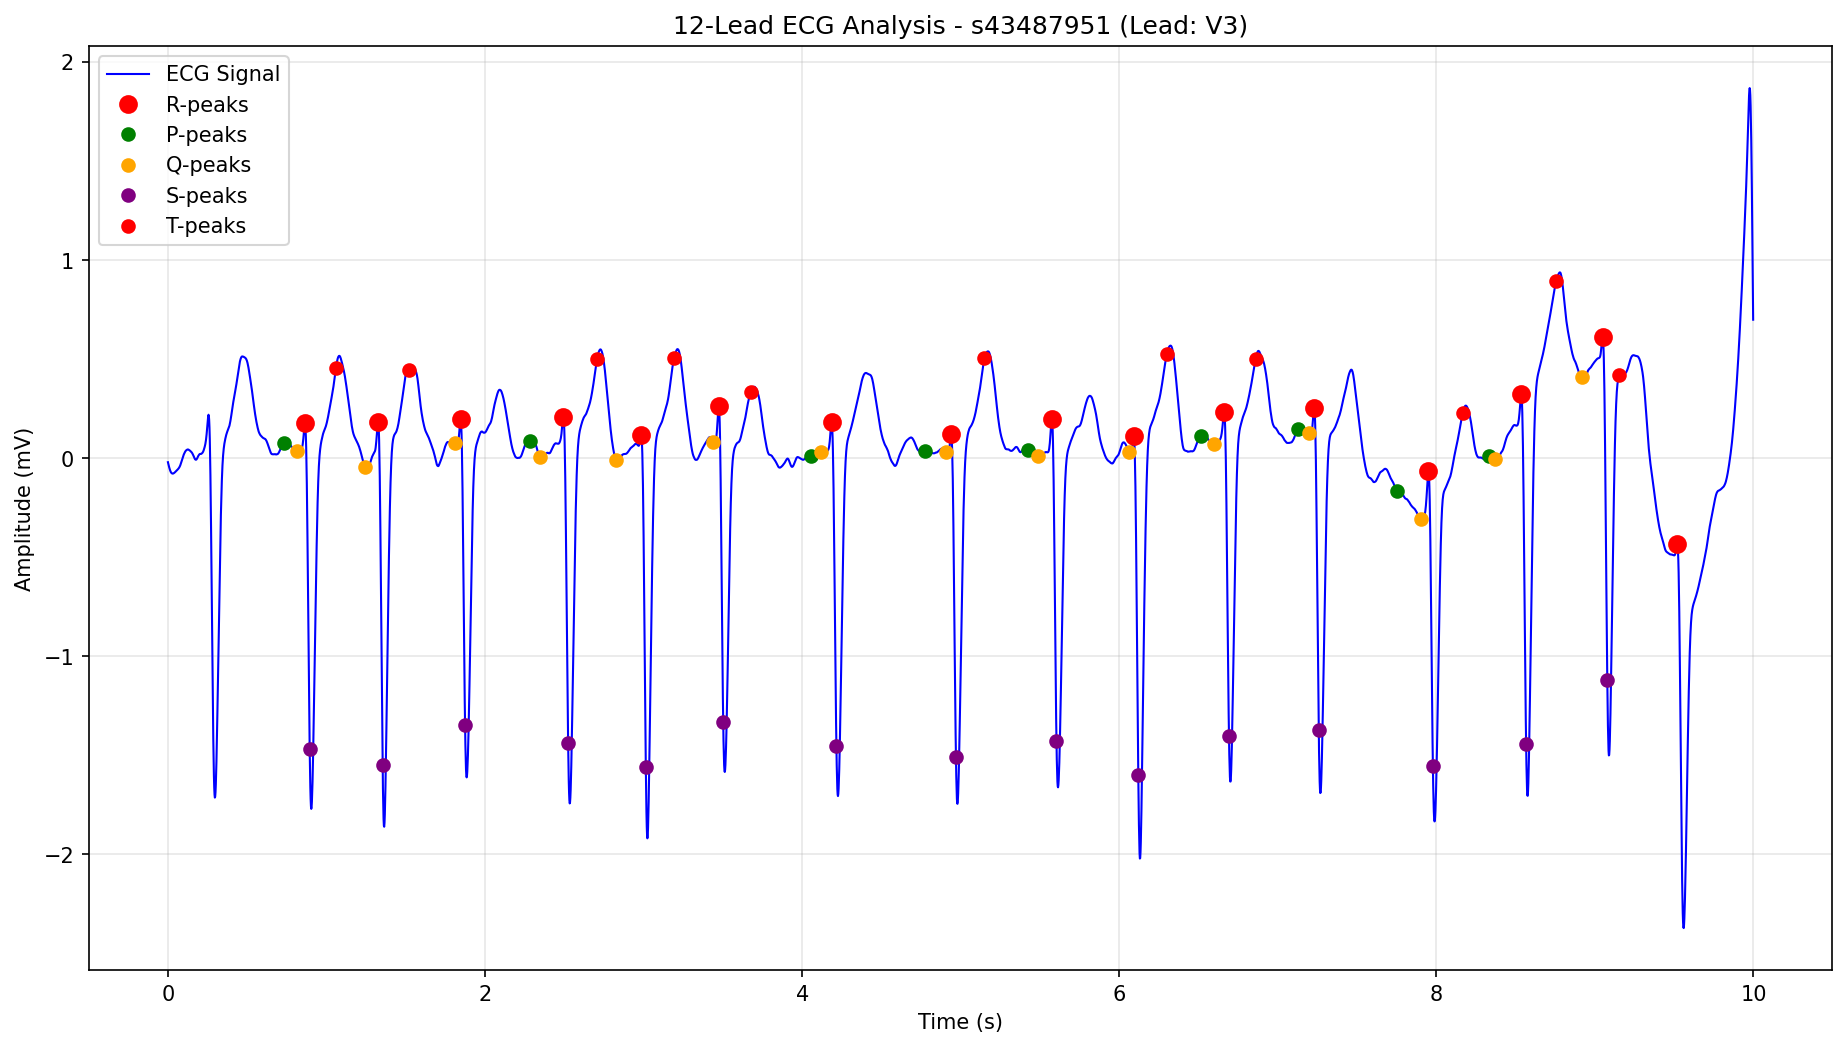 12-Lead ECG Analysis - s43487951 (Lead: V3)
ECG Signal
R-peaks
P-peaks
Q-peaks
S-peaks
T-peaks
2
1
0
−1
−2
Amplitude (mV)
0
2
4
6
8
10
Time (s)